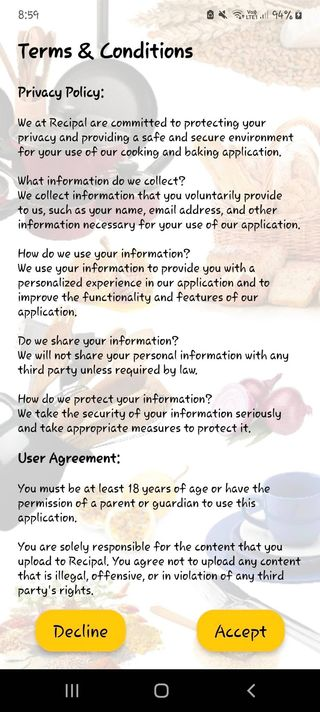 8:59
94%
Terms & Conditions
Privacy Policy:
We at Recipal are committed to protecting your
privacy and providing a safe and secure environment
for your use of our cooking and baking application.
What information do we collect?
We collect information that you voluntarily provide
to us, such as your name, email address, and other
information necessary for your use of our application.
How do we use your information?
We use your information to provide you with a
personalized experience in our application and to
improve the functionality and features of our
application.
Do we share your information?
We will not share your personal information with any
third party unless required by law.
How do we protect your information?
We take the security of your information seriously
and take appropriate measures to protect it.
User Agreement:
You must be at least 18 years of age or have the
permission of a parent or guardian to use this
application.
You are solely responsible for the content that you
upload to Recipal. You agree not to upload any content
that is illegal, offensive, or in violation of any third
party's rights.
Decline
Accept